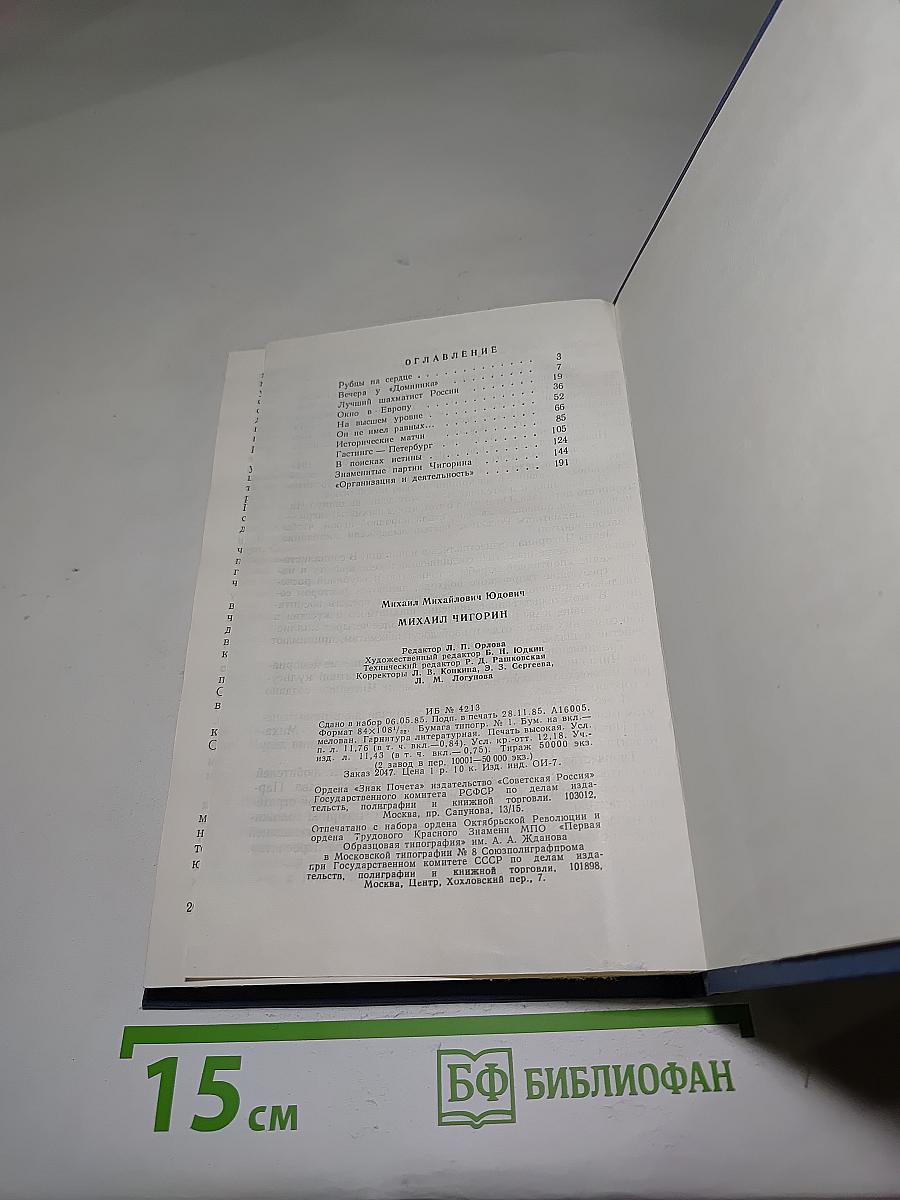 ОГЛАВЛЕНИЕ
Рубцы на сердце . . . . . . . . . . . . . 3
Вечера у «Доминика» . . . . . . . . . . 7
Лучший шахматист России . . . . . . . 19
Окно в Европу . . . . . . . . . . . . . 36
На высшем уровне . . . . . . . . . . . 52
Он не имел равных... . . . . . . . . . . 66
Исторические матчи . . . . . . . . . . 85
Гастингс — Петербург . . . . . . . . . 105
В поисках истины . . . . . . . . . . . 124
Знаменитые партии Чигорина . . . . . . 144
«Организация и деятельность» . . . . . 191
Михаил Михайлович Юдович
МИХАИЛ ЧИГОРИН
Редактор Л. П. Орлова
Художественный редактор Б. Н. Юдкин
Технический редактор Р. Д. Рашковская
Корректоры Л. В. Конкина, Э. З. Сергеева,
Л. М. Логунова
ИБ № 4213
Сдано в набор 06.05.85. Подп. в печать 28.11.85. А16005.
Формат 84×108¹/₃₂. Бумага типогр. № 1. Бум. на вкл.—
мелован. Гарнитура литературная. Печать высокая. Усл.
п. л. 11,76 (в т. ч. вкл.—0,84). Усл. кр.-отт. 12,18. Уч.-
изд. л. 11,43 (в т. ч. вкл.—0,75). Тираж 50000 экз.
(2 завод в пер. 10001—50 000 экз.)
Заказ 2047. Цена 1 р. 10 к. Изд. инд. ОИ-7.
Ордена «Знак Почета» издательство «Советская Россия»
Государственного комитета РСФСР по делам изда-
тельств, полиграфии и книжной торговли. 103012,
Москва, пр. Сапунова, 13/15.
Отпечатано с набора ордена Октябрьской Революции и
ордена Трудового Красного Знамени МПО «Первая
Образцовая типография» им. А. А. Жданова
в Московской типографии № 8 Союзполиграфпрома
при Государственном комитете СССР по делам изда-
тельств, полиграфии и книжной торговли, 101898,
Москва, Центр, Хохловский пер., 7.
15 см
БФ БИБЛИОФАН